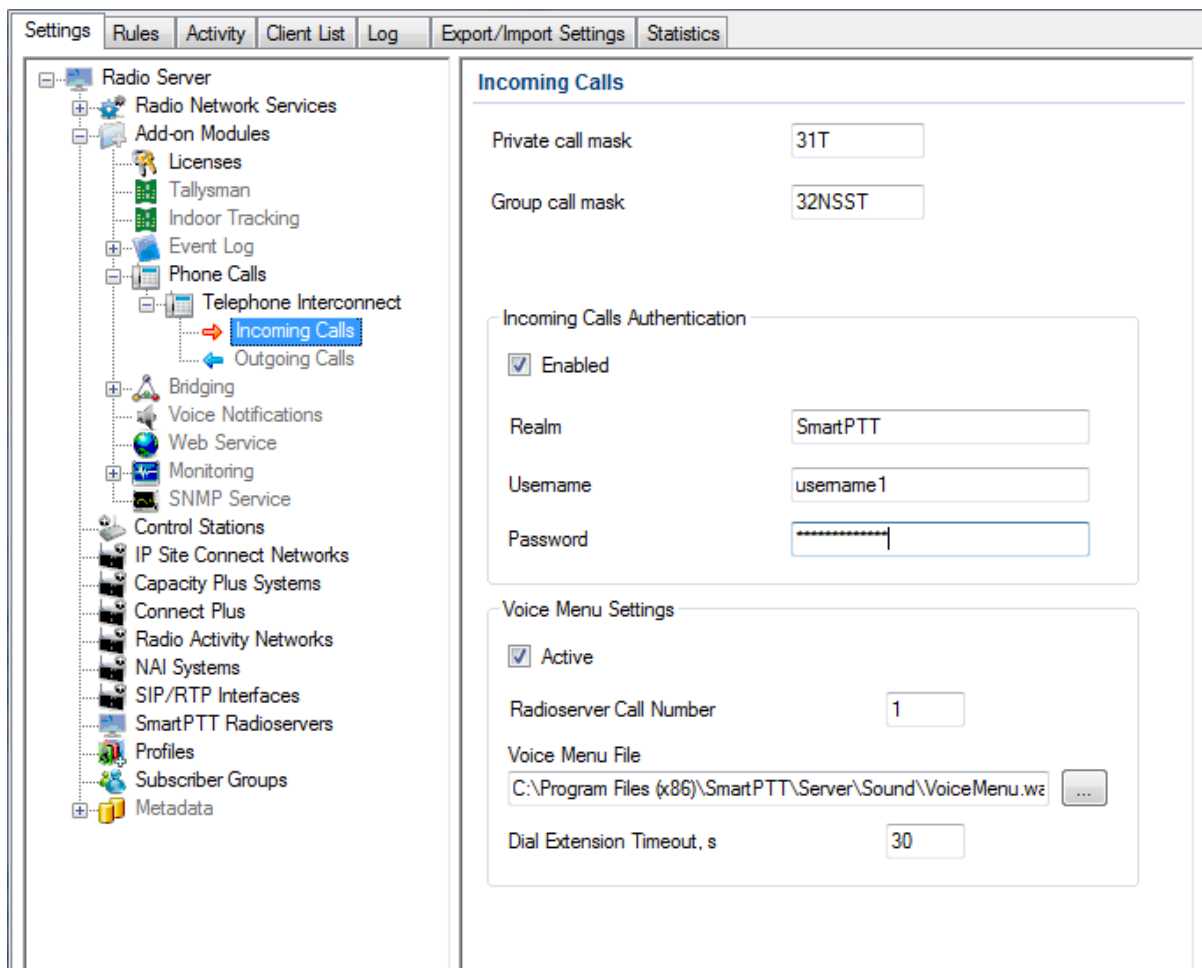 Settings Rules Activity Client List Log Export/Import Settings Statistics
Radio Server
Radio Network Services
Add-on Modules
Licenses
Tallysman
Indoor Tracking
Event Log
Phone Calls
Telephone Interconnect
Incoming Calls
Outgoing Calls
Bridging
Voice Notifications
Web Service
Monitoring
SNMP Service
Control Stations
IP Site Connect Networks
Capacity Plus Systems
Connect Plus
Radio Activity Networks
NAI Systems
SIP/RTP Interfaces
SmartPTT Radioservers
Profiles
Subscriber Groups
Metadata
Incoming Calls
Private call mask 31T
Group call mask 32NSST
Incoming Calls Authentication
Enabled
Realm SmartPTT
Username username1
Password *************
Voice Menu Settings
Active
Radioserver Call Number 1
Voice Menu File
C:\Program Files (x86)\SmartPTT\Server\Sound\VoiceMenu.wa ...
Dial Extension Timeout, s 30